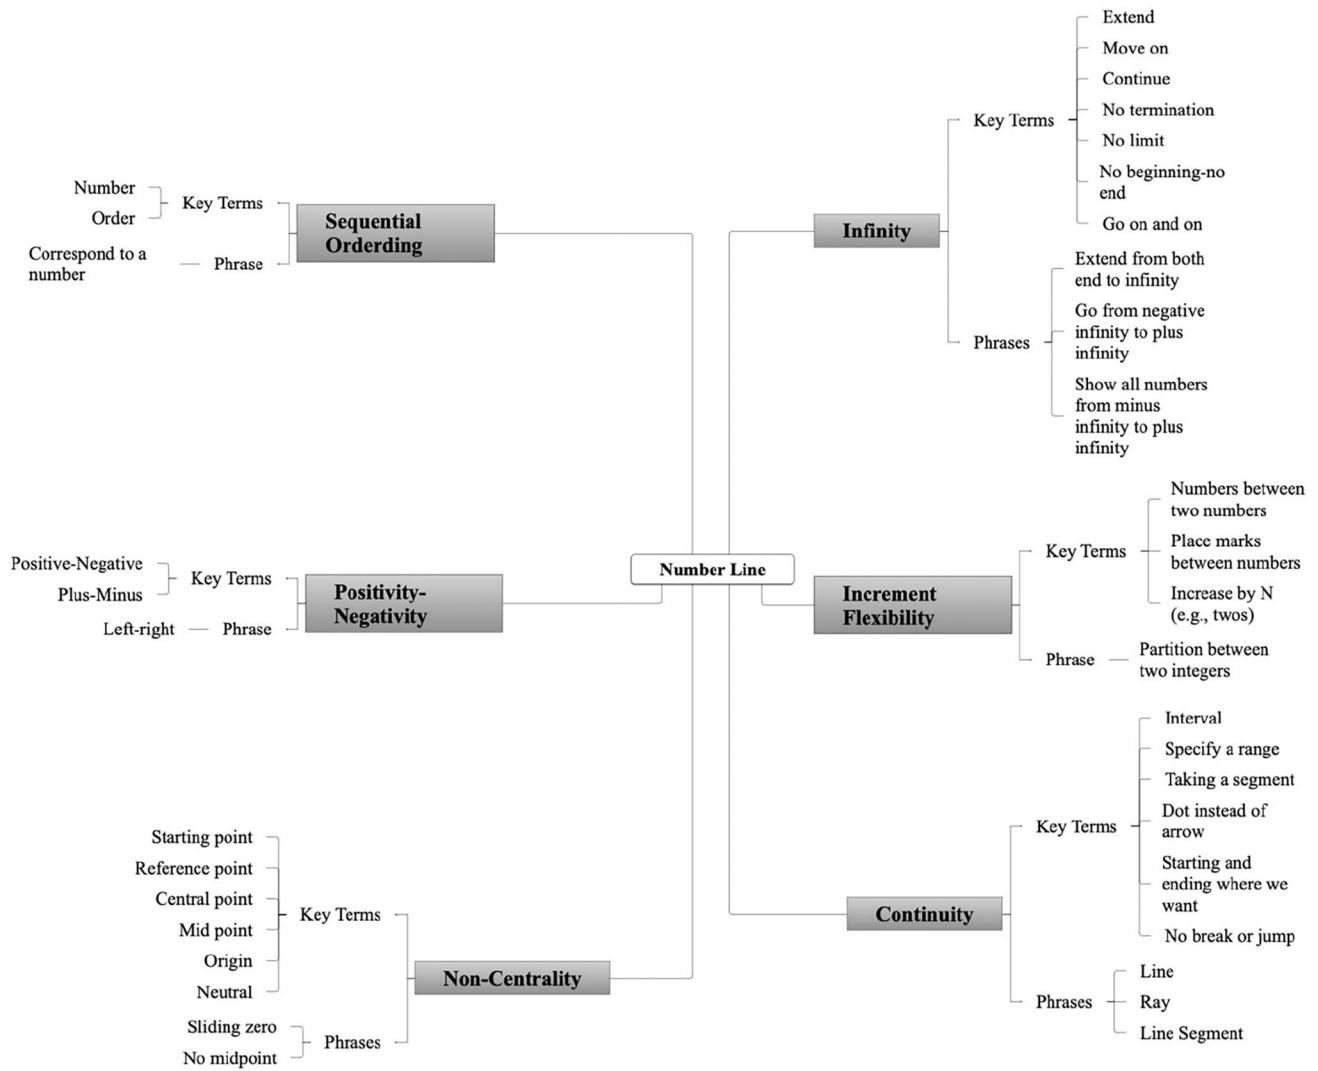 Number Line
Sequential
Orderding
Key Terms
Number
Order
Phrase
Correspond to a
number
Positivity-
Negativity
Key Terms
Positive-Negative
Plus-Minus
Phrase
Left-right
Non-Centrality
Key Terms
Starting point
Reference point
Central point
Mid point
Origin
Neutral
Phrases
Sliding zero
No midpoint
Infinity
Key Terms
Extend
Move on
Continue
No termination
No limit
No beginning-no
end
Go on and on
Phrases
Extend from both
end to infinity
Go from negative
infinity to plus
infinity
Show all numbers
from minus
infinity to plus
infinity
Increment
Flexibility
Key Terms
Numbers between
two numbers
Place marks
between numbers
Increase by N
(e.g., twos)
Phrase
Partition between
two integers
Continuity
Key Terms
Interval
Specify a range
Taking a segment
Dot instead of
arrow
Starting and
ending where we
want
No break or jump
Phrases
Line
Ray
Line Segment